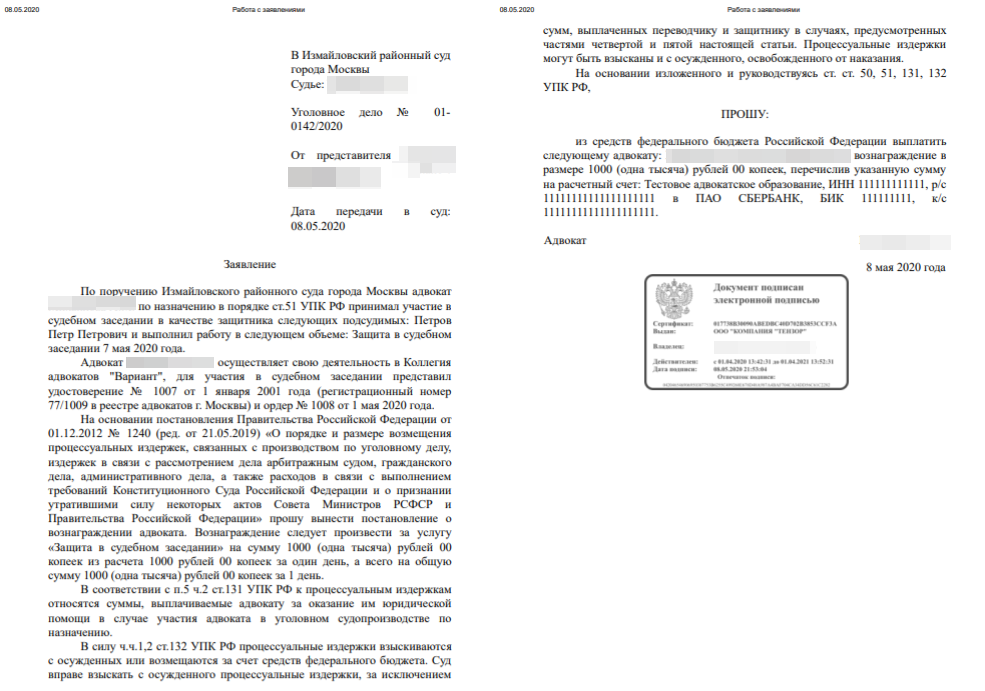 08.05.2020
Работа с заявлениями
В Измайловский районный суд
города Москвы
Судье:
Уголовное дело № 01-
0142/2020
От представителя
Дата передачи в суд:
08.05.2020
Заявление
По поручению Измайловского районного суда города Москвы адвокат
по назначению в порядке ст.51 УПК РФ принимал участие в
судебном заседании в качестве защитника следующих подсудимых: Петров
Петр Петрович и выполнил работу в следующем объеме: Защита в судебном
заседании 7 мая 2020 года.
Адвокат осуществляет свою деятельность в Коллегия
адвокатов "Вариант", для участия в судебном заседании представил
удостоверение № 1007 от 1 января 2001 года (регистрационный номер
77/1009 в реестре адвокатов г. Москвы) и ордер № 1008 от 1 мая 2020 года.
На основании постановления Правительства Российской Федерации от
01.12.2012 № 1240 (ред. от 21.05.2019) «О порядке и размере возмещения
процессуальных издержек, связанных с производством по уголовному делу,
издержек в связи с рассмотрением дела арбитражным судом, гражданского
дела, административного дела, а также расходов в связи с выполнением
требований Конституционного Суда Российской Федерации и о признании
утратившими силу некоторых актов Совета Министров РСФСР и
Правительства Российской Федерации» прошу вынести постановление о
вознаграждении адвоката. Вознаграждение следует произвести за услугу
«Защита в судебном заседании» на сумму 1000 (одна тысяча) рублей 00
копеек из расчета 1000 рублей 00 копеек за один день, а всего на общую
сумму 1000 (одна тысяча) рублей 00 копеек за 1 день.
В соответствии с п.5 ч.2 ст.131 УПК РФ к процессуальным издержкам
относятся суммы, выплачиваемые адвокату за оказание им юридической
помощи в случае участия адвоката в уголовном судопроизводстве по
назначению.
В силу ч.ч.1,2 ст.132 УПК РФ процессуальные издержки взыскиваются
с осужденных или возмещаются за счет средств федерального бюджета. Суд
вправе взыскать с осужденного процессуальные издержки, за исключением
08.05.2020
Работа с заявлениями
сумм, выплаченных переводчику и защитнику в случаях, предусмотренных
частями четвертой и пятой настоящей статьи. Процессуальные издержки
могут быть взысканы и с осужденного, освобожденного от наказания.
На основании изложенного и руководствуясь ст. ст. 50, 51, 131, 132
УПК РФ,
ПРОШУ:
из средств федерального бюджета Российской Федерации выплатить
следующему адвокату: вознаграждение в
размере 1000 (одна тысяча) рублей 00 копеек, перечислив указанную сумму
на расчетный счет: Тестовое адвокатское образование, ИНН 111111111111, р/с
11111111111111111111 в ПАО СБЕРБАНК, БИК 111111111, к/с
11111111111111111111.
Адвокат
8 мая 2020 года
Документ подписан
электронной подписью
Сертификат:
Выдан: ООО "КОМПАНИЯ "ТЕНЗОР"
Владелец:
Действителен: с 01.04.2020 13:42:31 до 01.04.2021 13:52:31
Дата подписи: 08.05.2020 21:53:04
Отпечаток подписи: